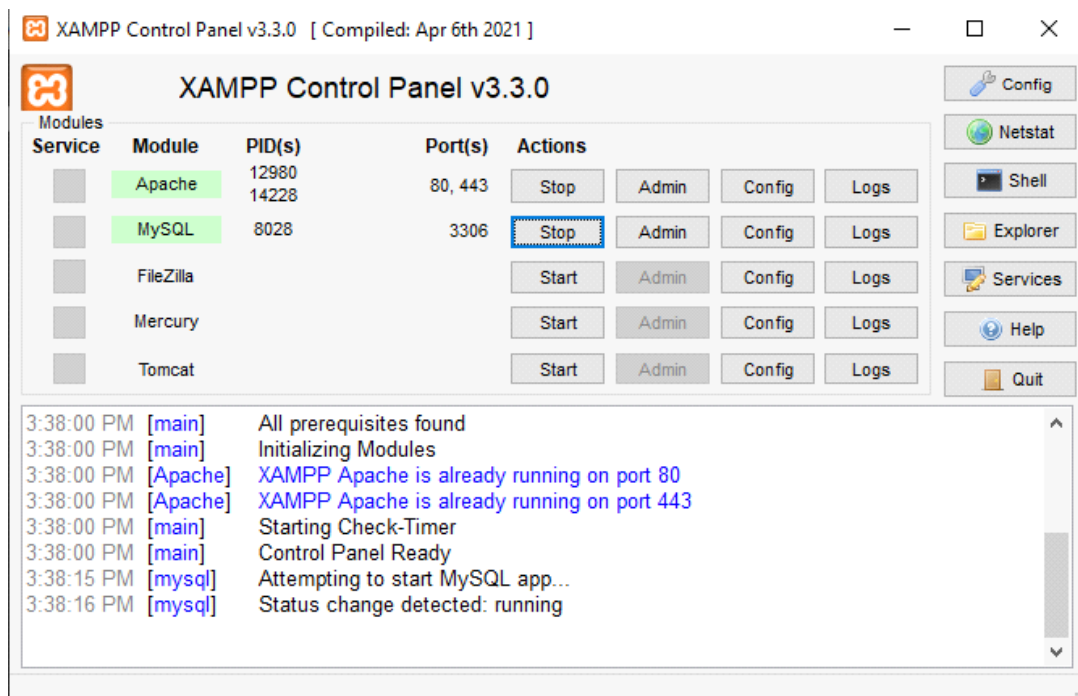 XAMPP Control Panel v3.3.0 [ Compiled: Apr 6th 2021 ]
XAMPP Control Panel v3.3.0
Config
Modules
Netstat
Service Module PID(s) Port(s) Actions
Apache 12980 14228 80, 443 Stop Admin Config Logs
Shell
MySQL 8028 3306 Stop Admin Config Logs
Explorer
FileZilla Start Admin Config Logs
Services
Mercury Start Admin Config Logs
Help
Tomcat Start Admin Config Logs
Quit
3:38:00 PM [main] All prerequisites found
3:38:00 PM [main] Initializing Modules
3:38:00 PM [Apache] XAMPP Apache is already running on port 80
3:38:00 PM [Apache] XAMPP Apache is already running on port 443
3:38:00 PM [main] Starting Check-Timer
3:38:00 PM [main] Control Panel Ready
3:38:15 PM [mysql] Attempting to start MySQL app...
3:38:16 PM [mysql] Status change detected: running